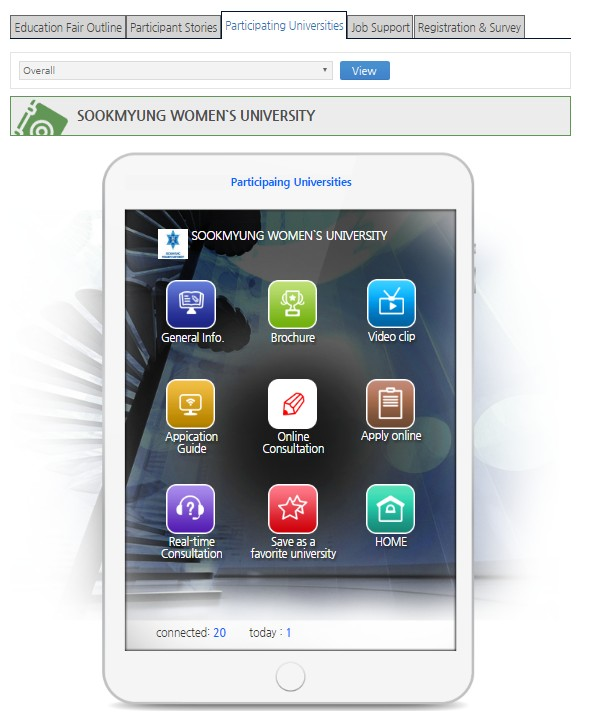 Education Fair Outline
Participant Stories
Participating Universities
Job Support
Registration & Survey
Overall
View
SOOKMYUNG WOMEN`S UNIVERSITY
Participaing Universities
SOOKMYUNG WOMEN`S UNIVERSITY
General Info.
Brochure
Video clip
Appication
Guide
Online
Consultation
Apply online
Real-time
Consultation
Save as a
favorite university
HOME
connected: 20
today : 1